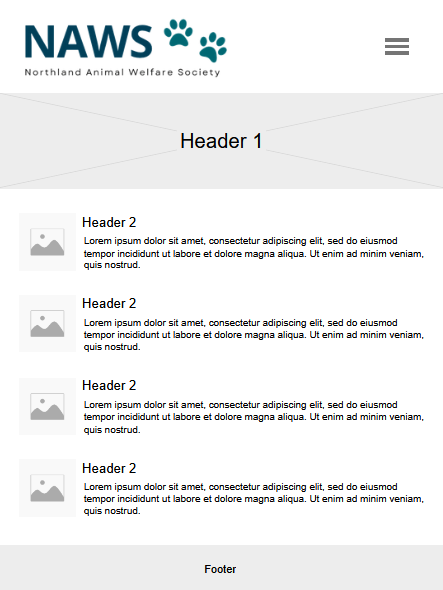 NAWS
Northland Animal Welfare Society
Header 1
Header 2
Lorem ipsum dolor sit amet, consectetur adipiscing elit, sed do eiusmod
tempor incididunt ut labore et dolore magna aliqua. Ut enim ad minim veniam,
quis nostrud.
Header 2
Lorem ipsum dolor sit amet, consectetur adipiscing elit, sed do eiusmod
tempor incididunt ut labore et dolore magna aliqua. Ut enim ad minim veniam,
quis nostrud.
Header 2
Lorem ipsum dolor sit amet, consectetur adipiscing elit, sed do eiusmod
tempor incididunt ut labore et dolore magna aliqua. Ut enim ad minim veniam,
quis nostrud.
Header 2
Lorem ipsum dolor sit amet, consectetur adipiscing elit, sed do eiusmod
tempor incididunt ut labore et dolore magna aliqua. Ut enim ad minim veniam,
quis nostrud.
Footer